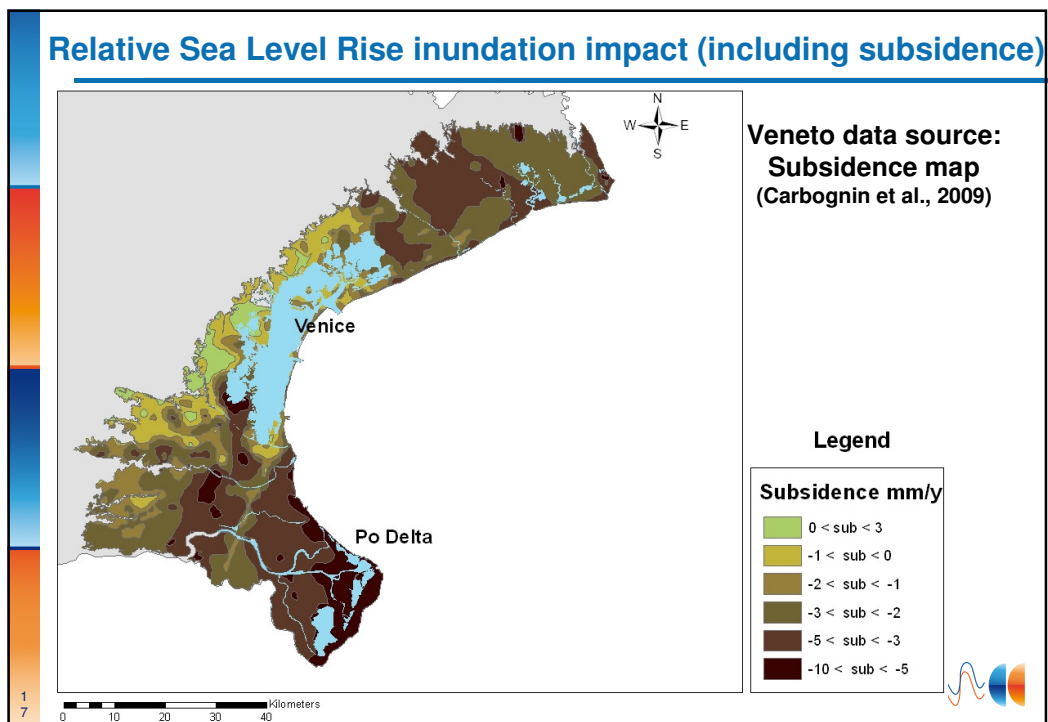 Relative Sea Level Rise inundation impact (including subsidence)
N
W E
S
Veneto data source:
Subsidence map
(Carbognin et al., 2009)
Venice
Po Delta
Legend
Subsidence mm/y
0 < sub < 3
-1 < sub < 0
-2 < sub < -1
-3 < sub < -2
-5 < sub < -3
-10 < sub < -5
Kilometers
0 10 20 30 40
1
7